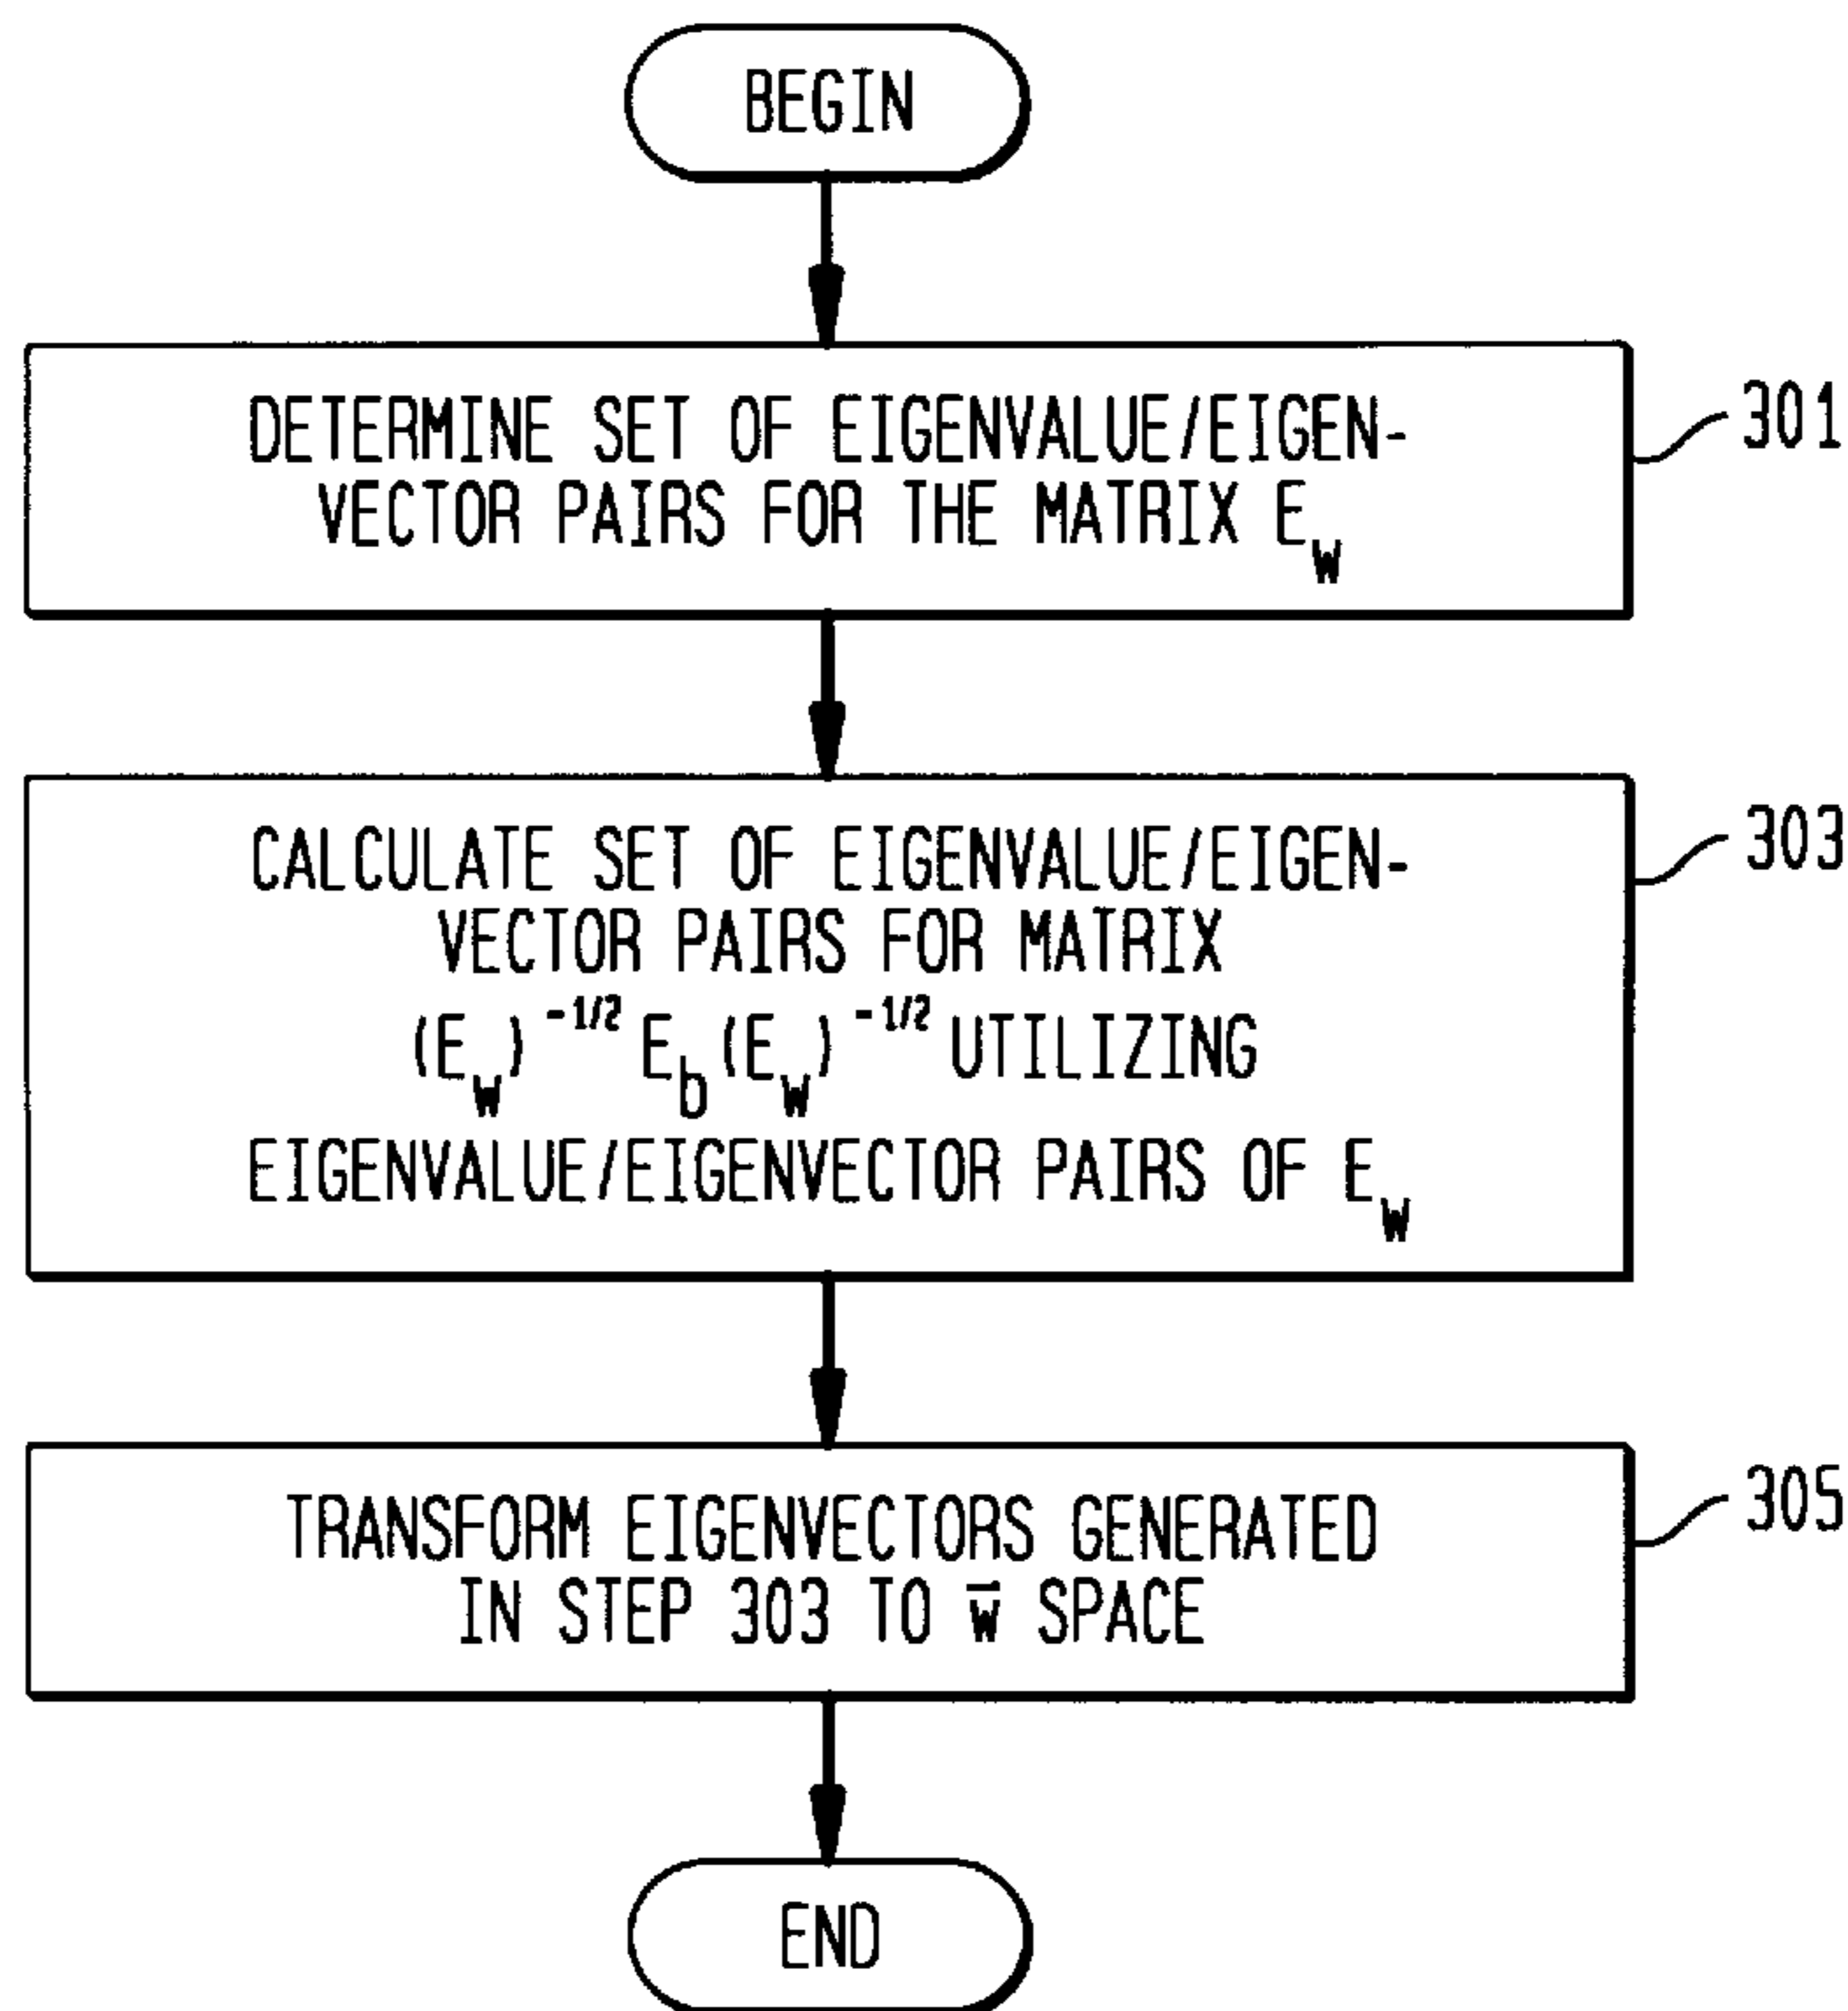 BEGIN
DETERMINE SET OF EIGENVALUE/EIGEN-
VECTOR PAIRS FOR THE MATRIX E_W
301
CALCULATE SET OF EIGENVALUE/EIGEN-
VECTOR PAIRS FOR MATRIX
(E_W)^-1/2 E_b (E_W)^-1/2 UTILIZING
EIGENVALUE/EIGENVECTOR PAIRS OF E_W
303
TRANSFORM EIGENVECTORS GENERATED
IN STEP 303 TO W̅ SPACE
305
END